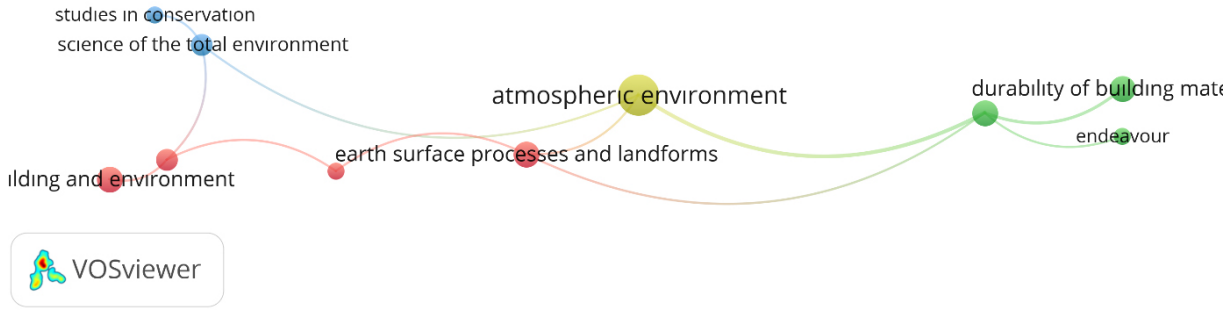 studies in conservation
science of the total environment
atmospheric environment
durability of building mate
endeavour
earth surface processes and landforms
ilding and environment
VOSviewer